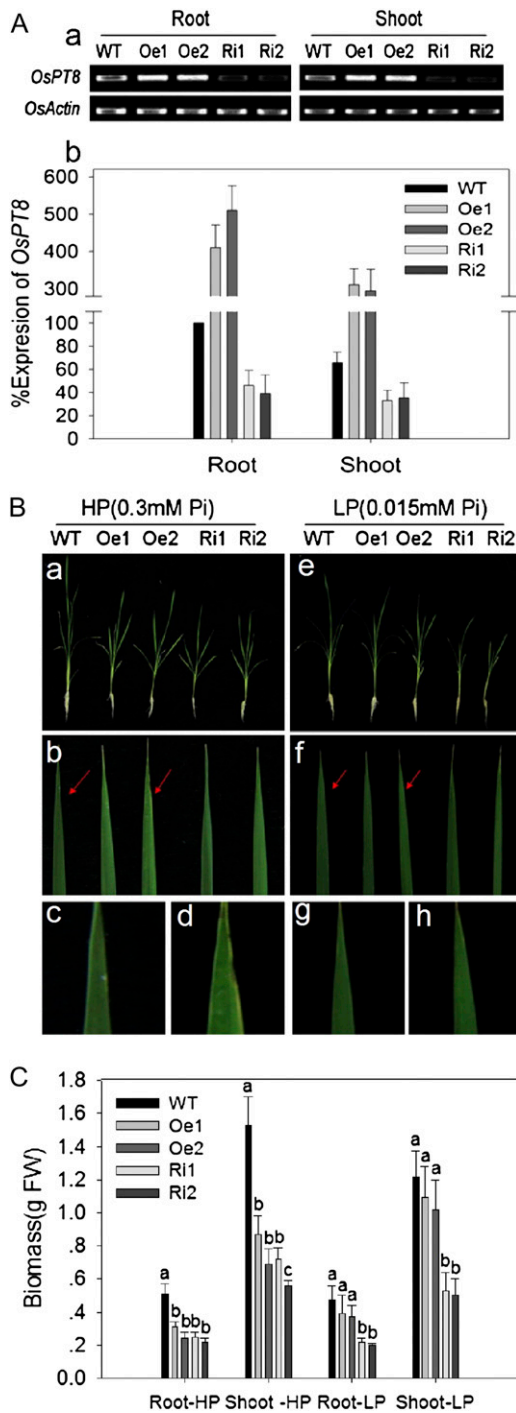 A
a
Root
Shoot
WT Oe1 Oe2 Ri1 Ri2
WT Oe1 Oe2 Ri1 Ri2
OsPT8
OsActin
b
%Expresion of OsPT8
600
500
400
300
100
80
60
40
20
0
WT
Oe1
Oe2
Ri1
Ri2
Root
Shoot
B
HP(0.3mM Pi)
LP(0.015mM Pi)
WT Oe1 Oe2 Ri1 Ri2
WT Oe1 Oe2 Ri1 Ri2
a
e
b
f
c
d
g
h
C
Biomass(g FW)
1.8
1.6
1.4
1.2
1.0
.8
.6
.4
.2
0.0
WT
Oe1
Oe2
Ri1
Ri2
a b b b b
a b b b c
a a a b b
a a a b b
Root-HP Shoot -HP Root-LP Shoot-LP